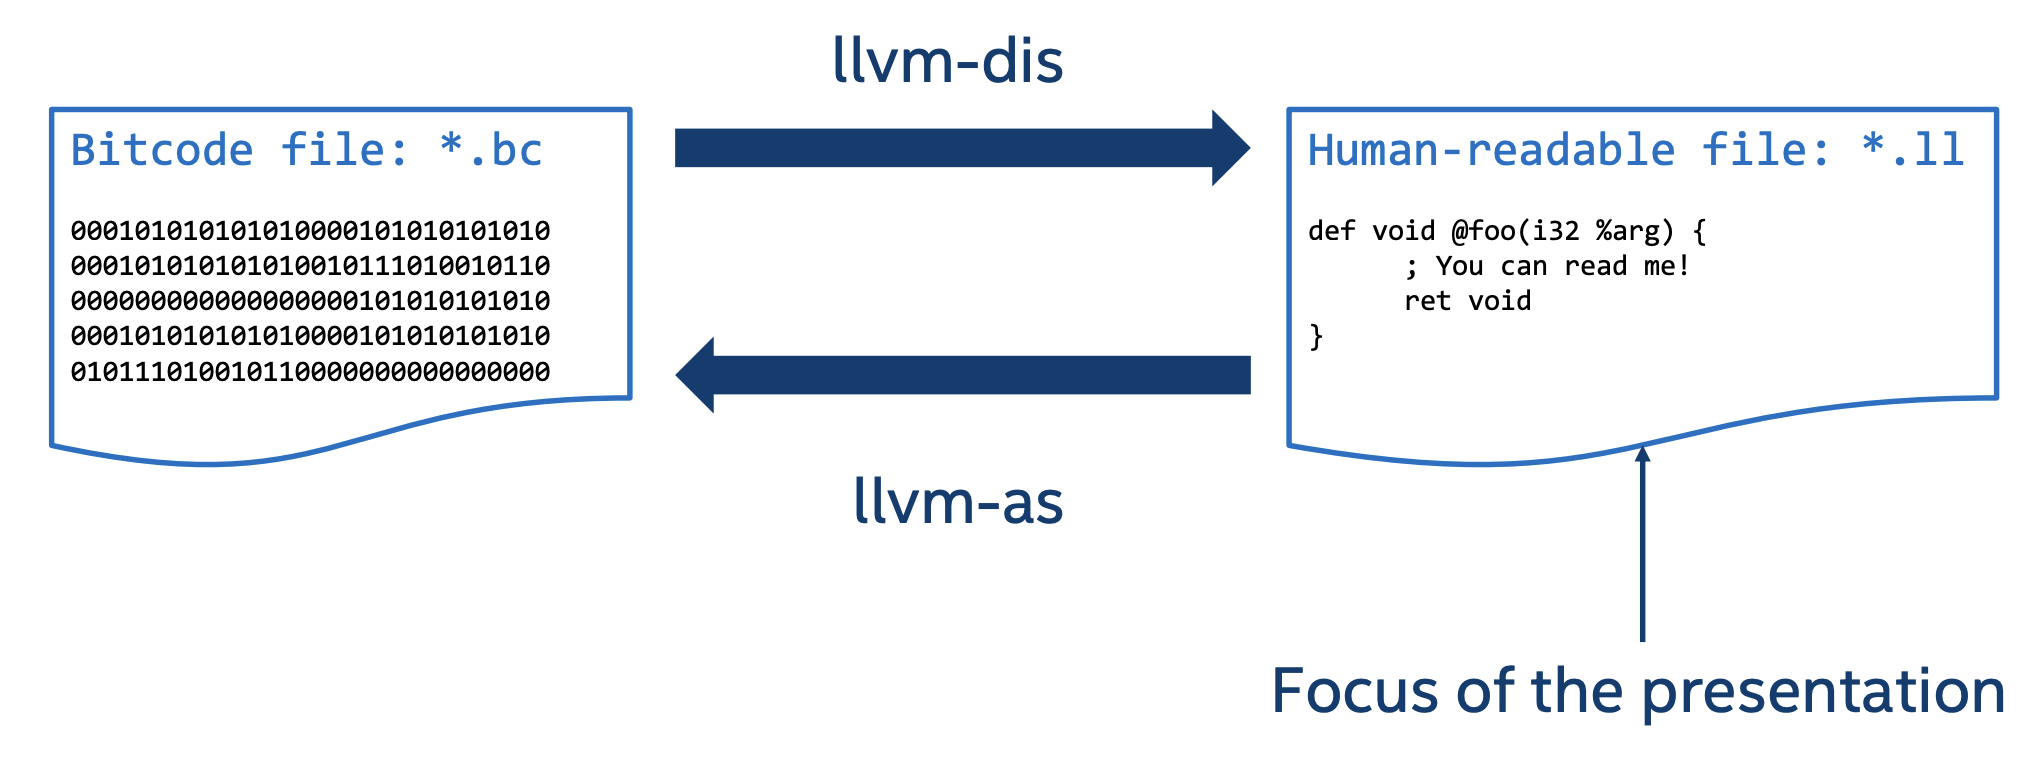 llvm-dis
Bitcode file: *.bc
000101010101010000101010101010
000101010101010010111010010110
000000000000000000101010101010
000101010101010000101010101010
010111010010110000000000000000
Human-readable file: *.ll
def void @foo(i32 %arg) {
; You can read me!
ret void
}
llvm-as
Focus of the presentation